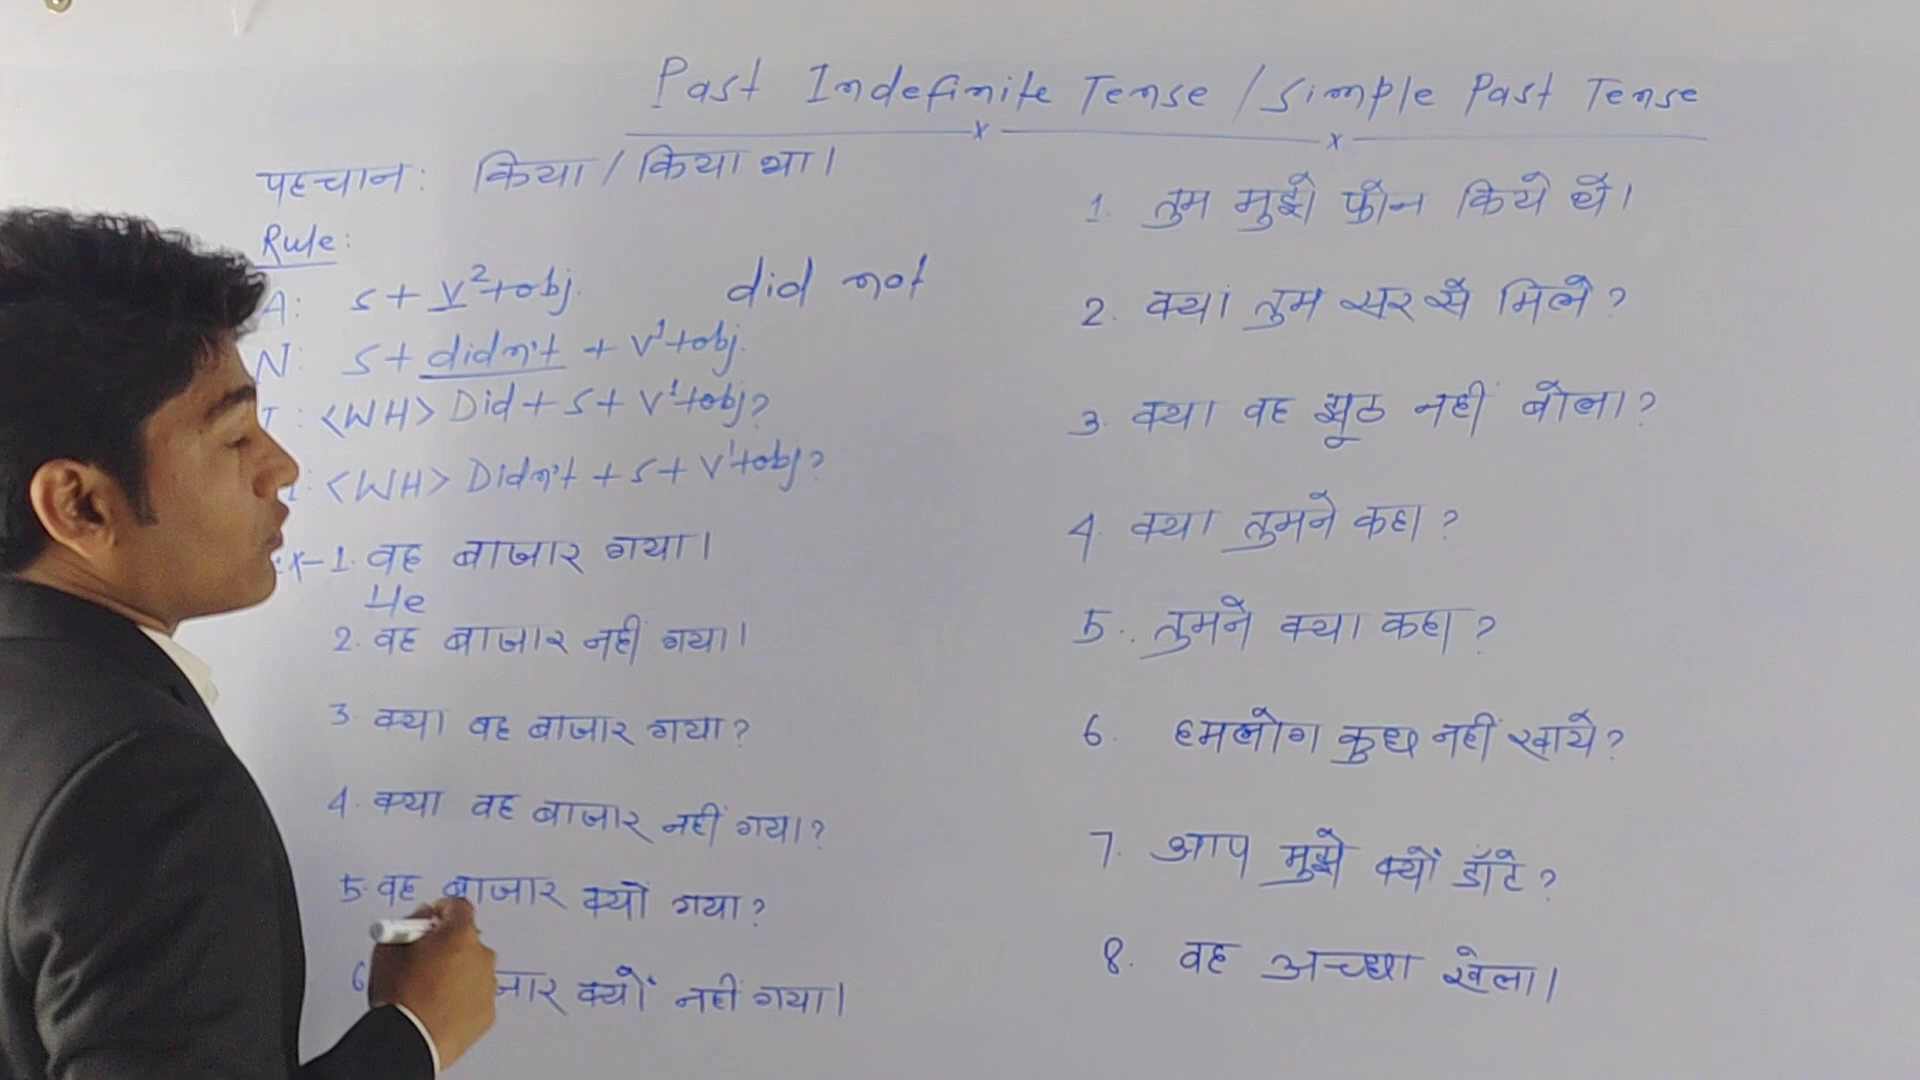 Past Indefinite Tense / Simple Past Tense
पहचान: किया / किया था।
Rule:
A: S + V²+obj.
did not
N: S + didn't + V¹+obj.
I: <WH> Did + S + V¹+obj?
<WH> Didn't + S + V¹+obj?
x-1. वह बाजार गया।
He
2. वह बाजार नहीं गया।
3. क्या वह बाजार गया?
4. क्या वह बाजार नहीं गया?
5. वह बाजार क्यों गया?
6 जार क्यों नहीं गया।
1. तुम मुझे फोन किये थे।
2. क्या तुम सर से मिले?
3. क्या वह झूठ नही बोला?
4. क्या तुमने कहा?
5. तुमने क्या कहा?
6. हमलोग कुछ नहीं खाये?
7. आप मुझे क्यों डाँटे?
8. वह अच्छा खेला।